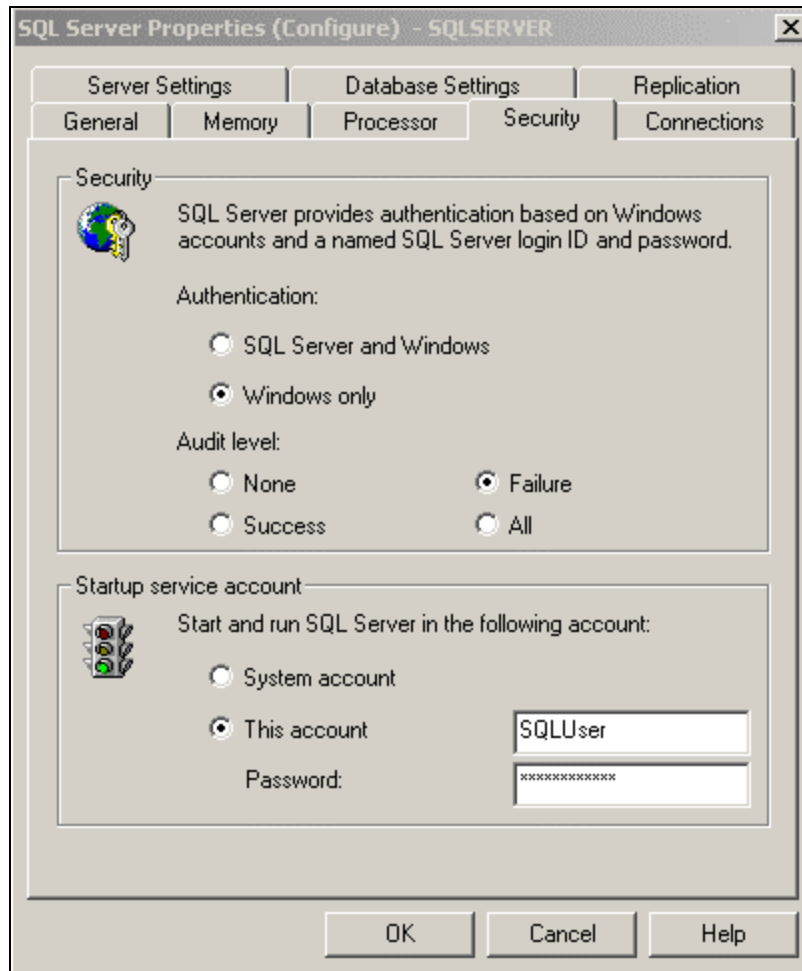 SQL Server Properties (Configure) - SQLSERVER
Server Settings
Database Settings
Replication
General
Memory
Processor
Security
Connections
Security
SQL Server provides authentication based on Windows
accounts and a named SQL Server login ID and password.
Authentication:
SQL Server and Windows
Windows only
Audit level:
None
Failure
Success
All
Startup service account
Start and run SQL Server in the following account:
System account
This account
SQLUser
Password:
************
OK
Cancel
Help